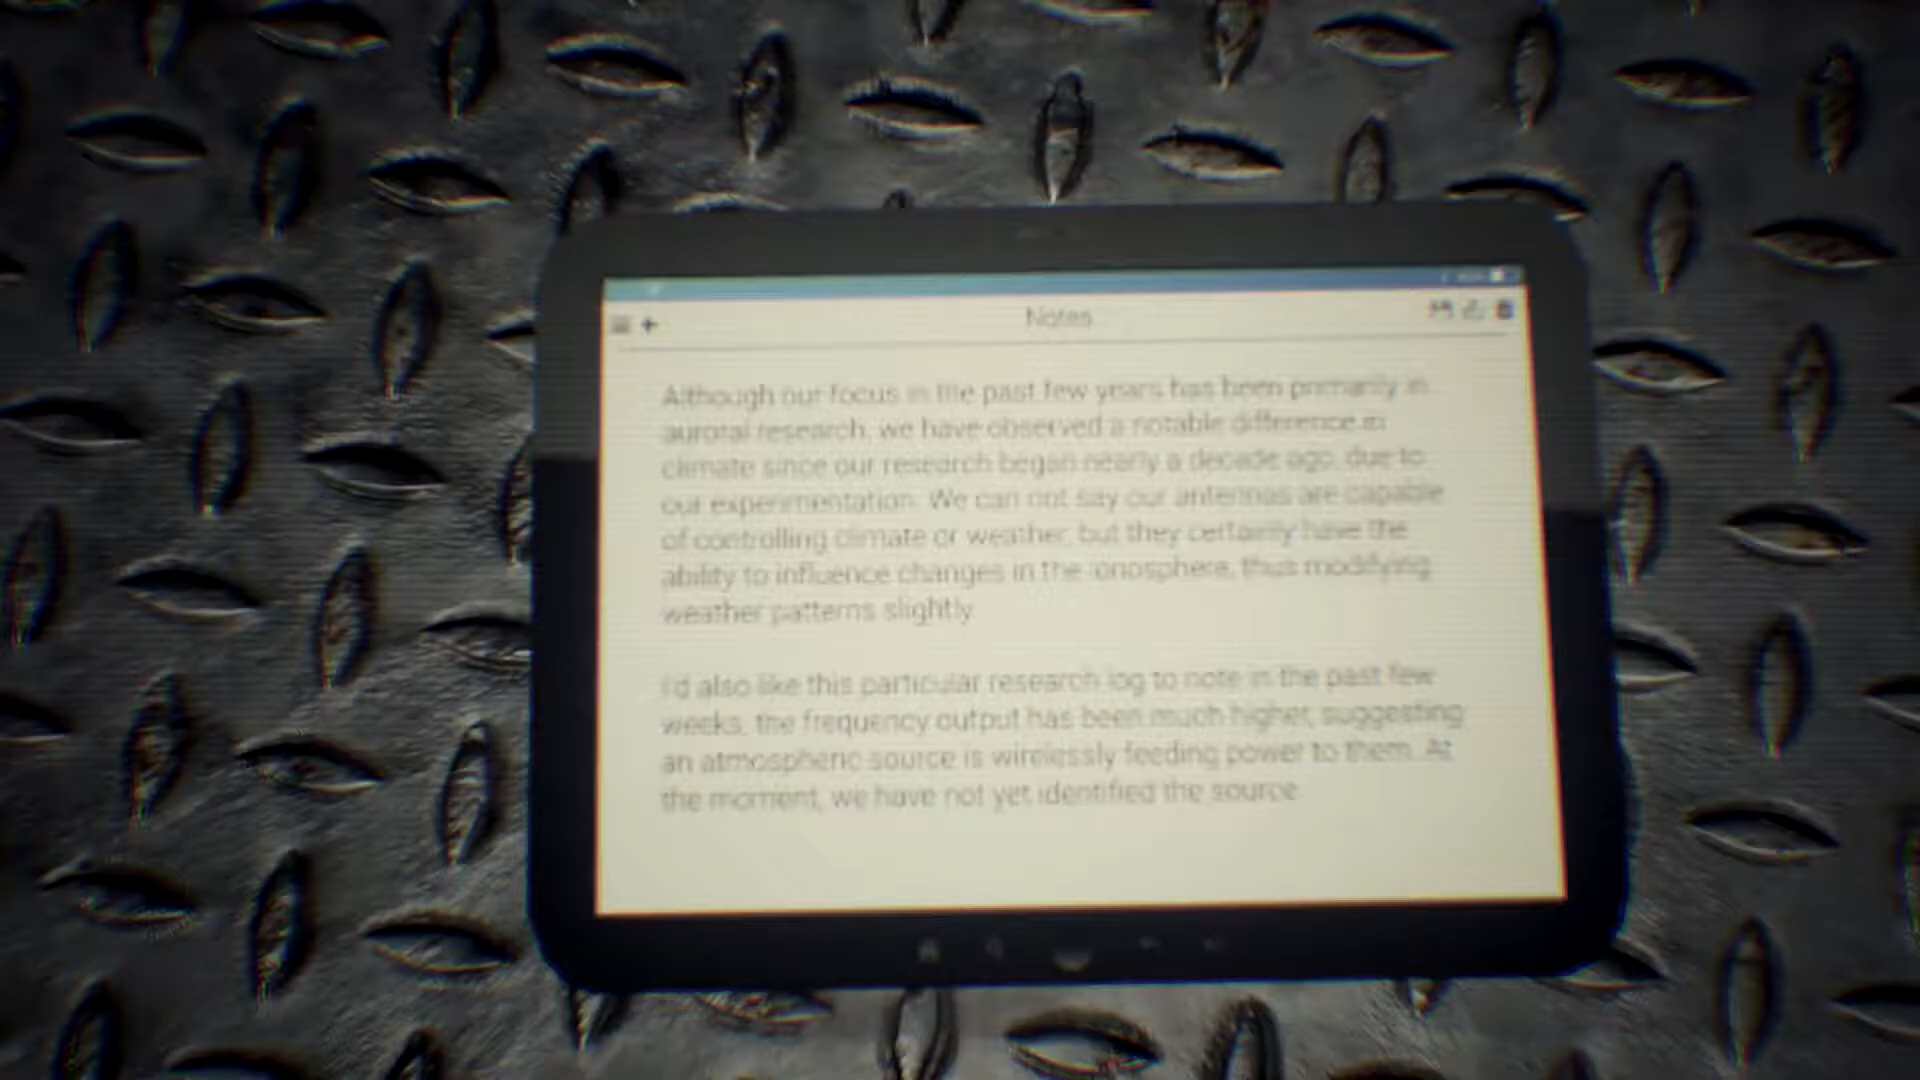 Notes
Although our focus in the past few years has been primarily in
auroral research, we have observed a notable difference in
climate since our research began nearly a decade ago, due to
our experimentation. We can not say our antennas are capable
of controlling climate or weather, but they certainly have the
ability to influence changes in the ionosphere, thus modifying
weather patterns slightly.
I'd also like this particular research log to note in the past few
weeks, the frequency output has been much higher, suggesting
an atmospheric source is wirelessly feeding power to them. At
the moment, we have not yet identified the source.